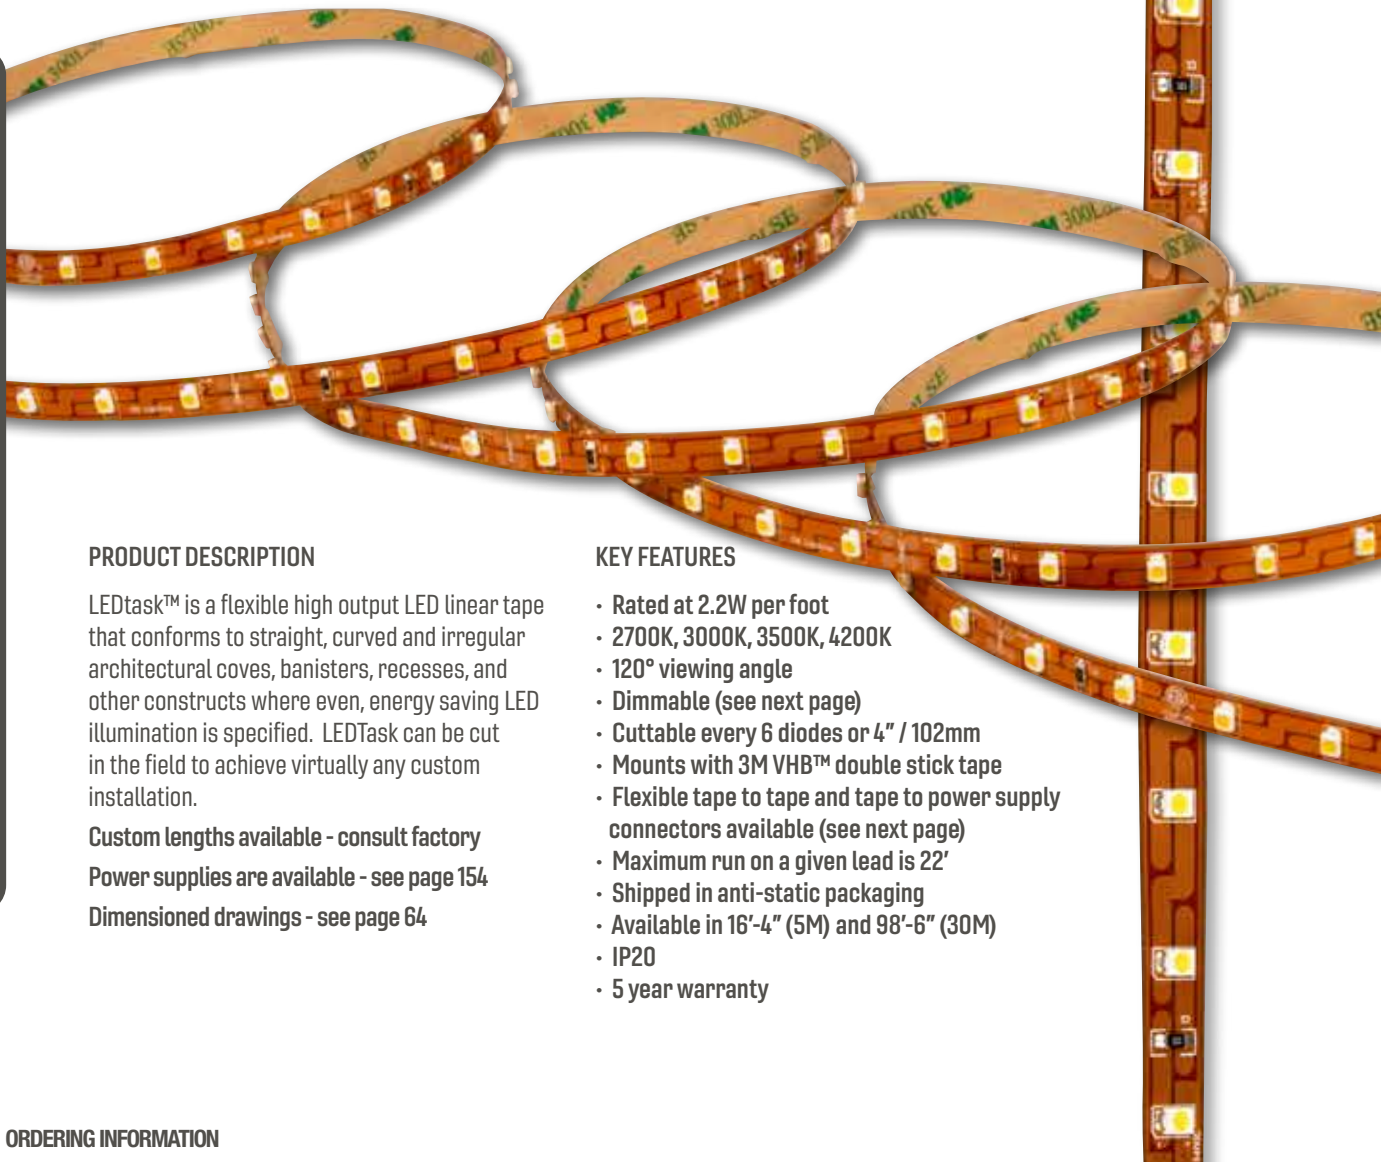 PRODUCT DESCRIPTION
LEDtask™ is a flexible high output LED linear tape
that conforms to straight, curved and irregular
architectural coves, banisters, recesses, and
other constructs where even, energy saving LED
illumination is specified.  LEDTask can be cut
in the field to achieve virtually any custom
installation.
Custom lengths available - consult factory
Power supplies are available - see page 154
Dimensioned drawings - see page 64
KEY FEATURES
· Rated at 2.2W per foot
· 2700K, 3000K, 3500K, 4200K
· 120° viewing angle
· Dimmable (see next page)
· Cuttable every 6 diodes or 4” / 102mm
· Mounts with 3M VHB™ double stick tape
· Flexible tape to tape and tape to power supply
connectors available (see next page)
· Maximum run on a given lead is 22’
· Shipped in anti-static packaging
· Available in 16’-4” (5M) and 98’-6” (30M)
· IP20
· 5 year warranty
ORDERING INFORMATION